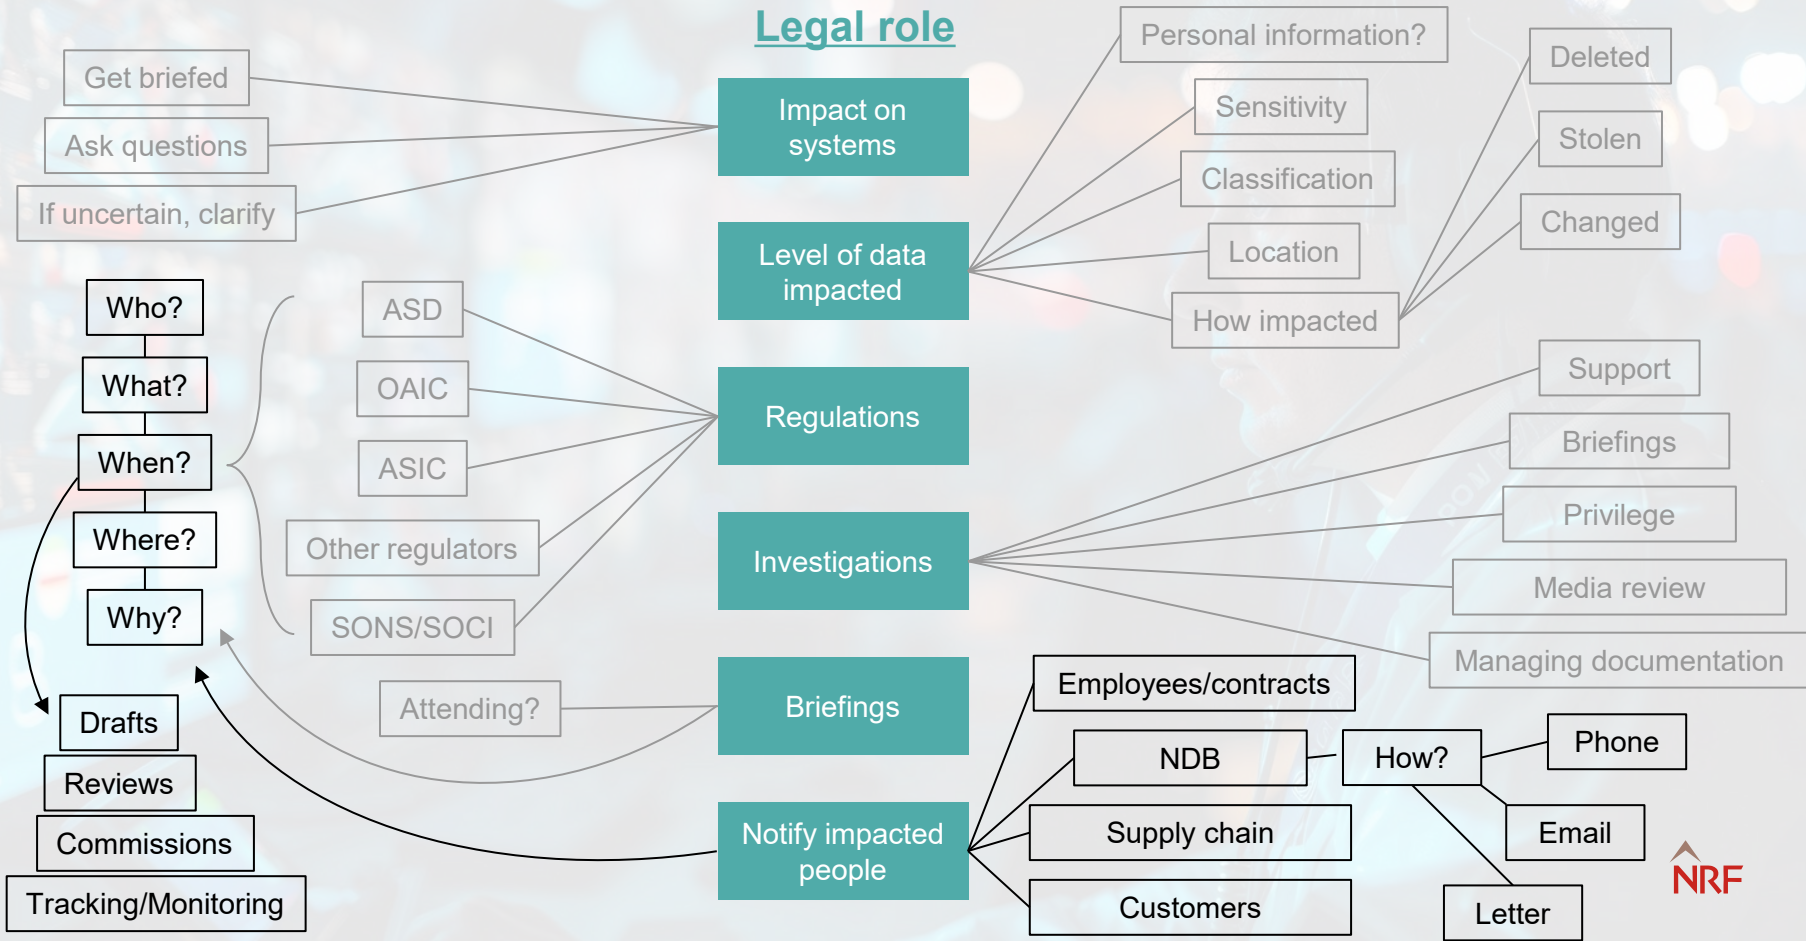 Legal role
Get briefed
Ask questions
If uncertain, clarify
Impact on
systems
Personal information?
Sensitivity
Classification
Location
How impacted
Deleted
Stolen
Changed
Level of data
impacted
Who?
What?
When?
Where?
Why?
ASD
OAIC
ASIC
Other regulators
SONS/SOCI
Regulations
Support
Briefings
Privilege
Media review
Managing documentation
Investigations
Attending?
Briefings
Drafts
Reviews
Commissions
Tracking/Monitoring
Notify impacted
people
Employees/contracts
NDB
Supply chain
Customers
How?
Phone
Email
Letter
NRF